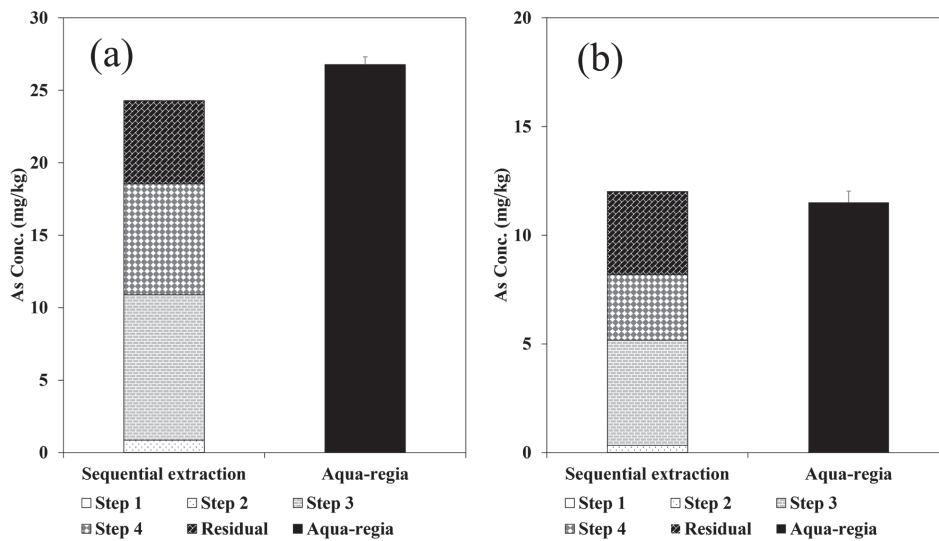 (a)
As Conc. (mg/kg)
30
25
20
15
10
5
0
Sequential extraction Aqua-regia
Step 1 Step 2 Step 3
Step 4 Residual Aqua-regia
(b)
As Conc. (mg/kg)
20
15
10
5
0
Sequential extraction Aqua-regia
Step 1 Step 2 Step 3
Step 4 Residual Aqua-regia